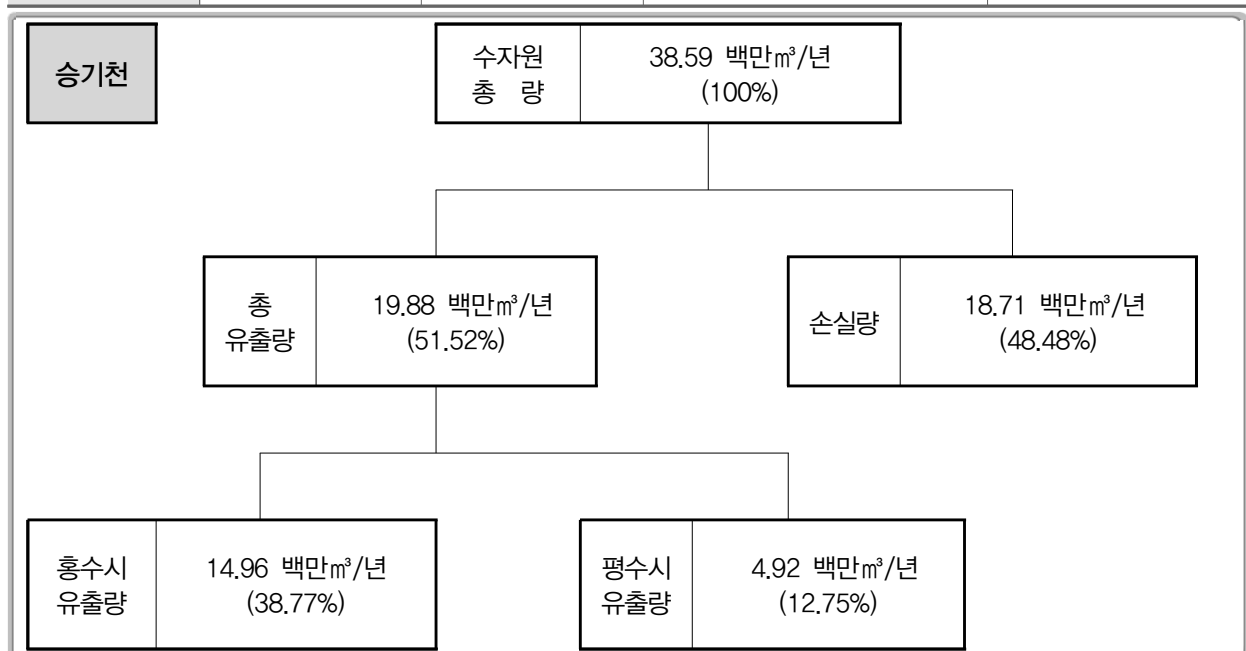 승기천
수자원
총 량
38.59 백만㎥/년
(100%)
총
유출량
19.88 백만㎥/년
(51.52%)
손실량
18.71 백만㎥/년
(48.48%)
홍수시
유출량
14.96 백만㎥/년
(38.77%)
평수시
유출량
4.92 백만㎥/년
(12.75%)